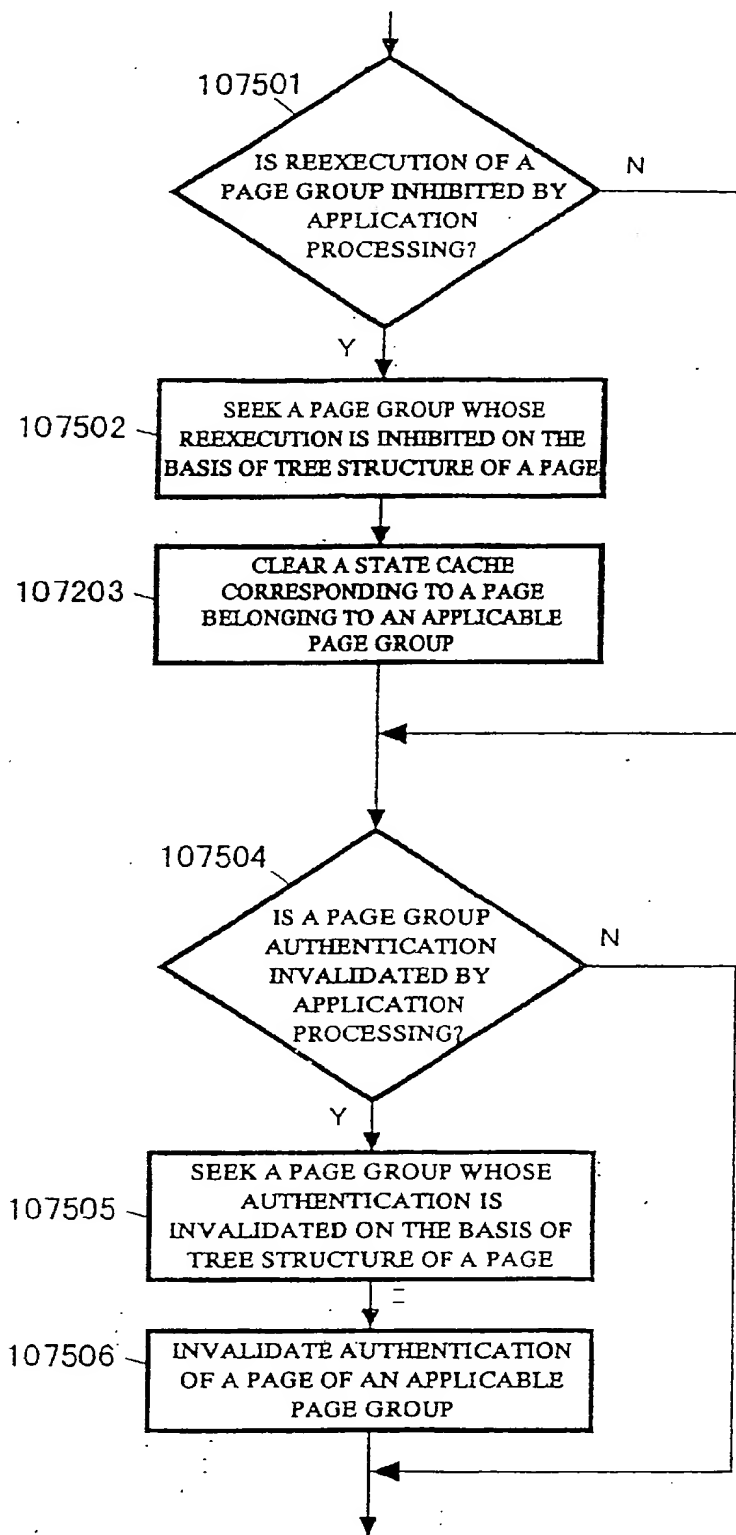 107501
IS REEXECUTION OF A
PAGE GROUP INHIBITED BY
APPLICATION
PROCESSING?
N
Y
107502
SEEK A PAGE GROUP WHOSE
REEXECUTION IS INHIBITED ON THE
BASIS OF TREE STRUCTURE OF A PAGE
107203
CLEAR A STATE CACHE
CORRESPONDING TO A PAGE
BELONGING TO AN APPLICABLE
PAGE GROUP
107504
IS A PAGE GROUP
AUTHENTICATION
INVALIDATED BY
APPLICATION
PROCESSING?
N
Y
107505
SEEK A PAGE GROUP WHOSE
AUTHENTICATION IS
INVALIDATED ON THE BASIS OF
TREE STRUCTURE OF A PAGE
107506
INVALIDATE AUTHENTICATION
OF A PAGE OF AN APPLICABLE
PAGE GROUP